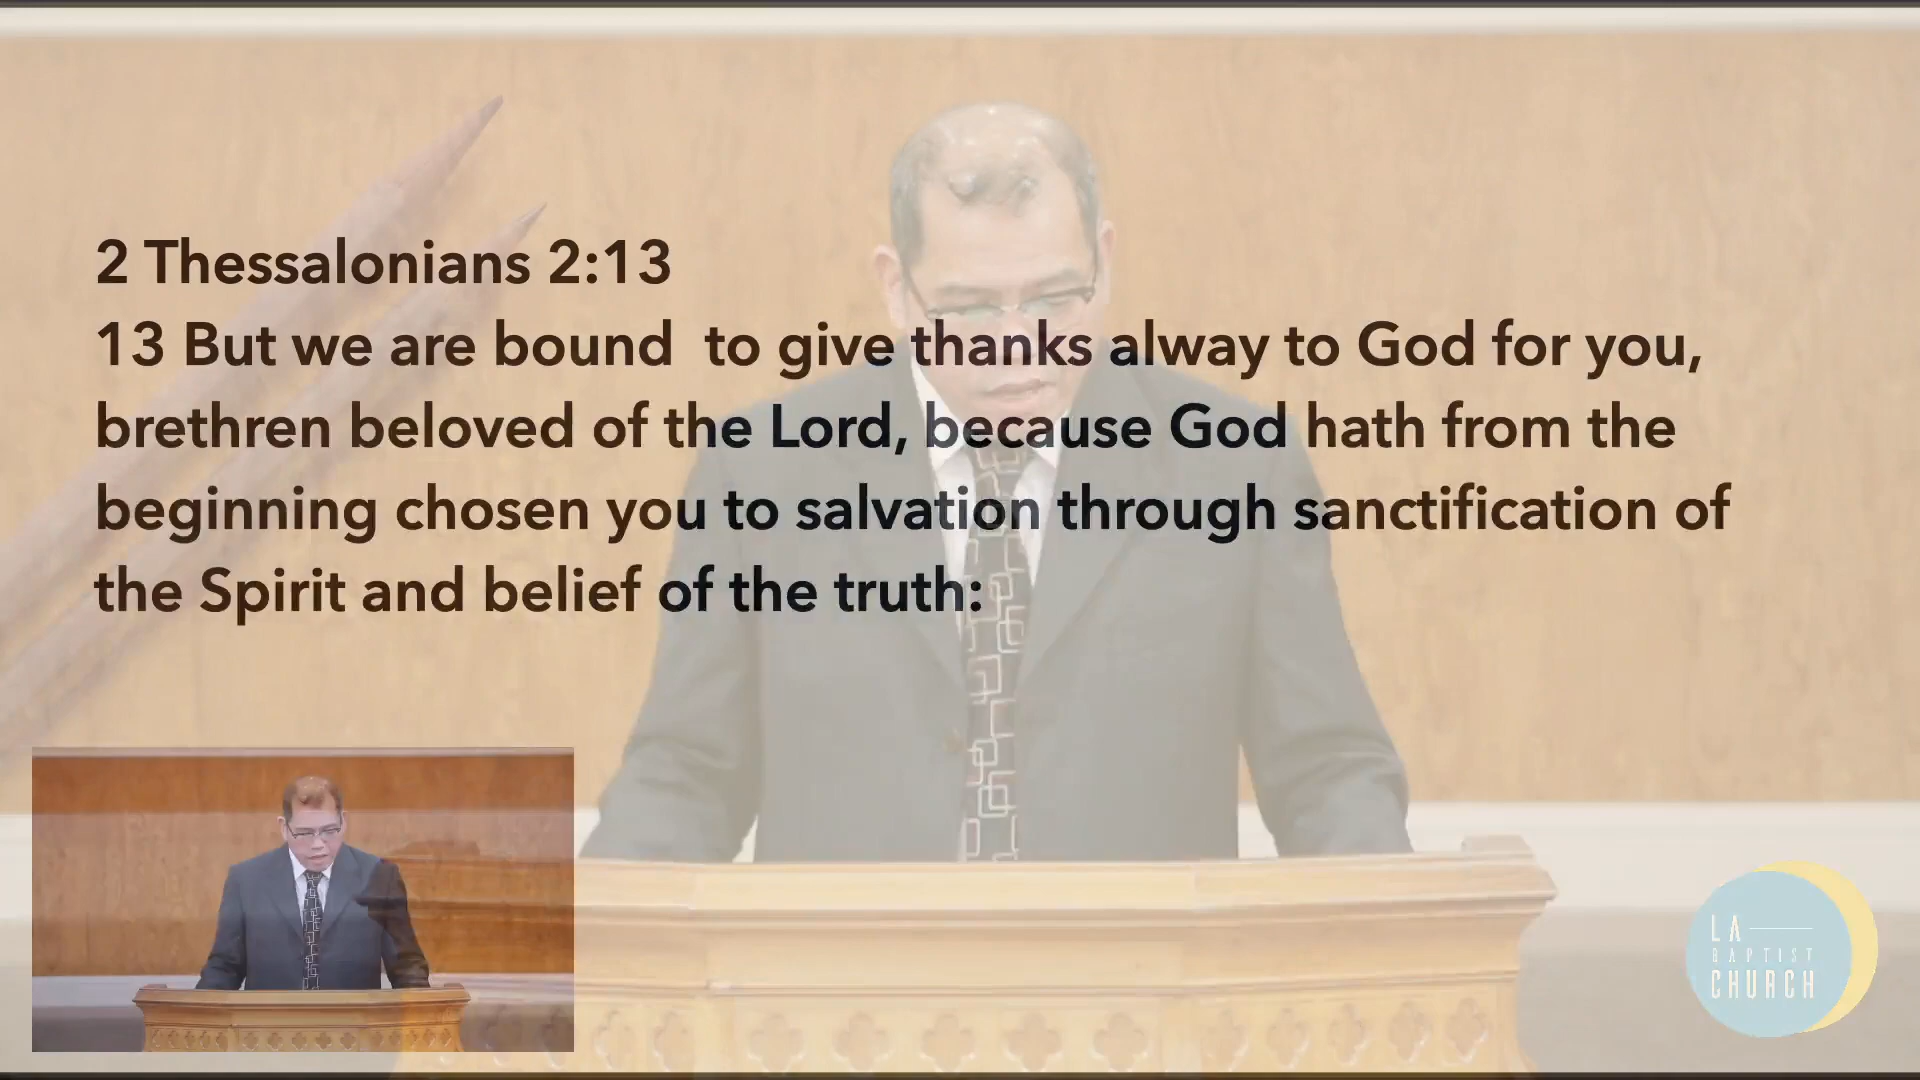 2 Thessalonians 2:13
13 But we are bound  to give thanks alway to God for you,
brethren beloved of the Lord, because God hath from the
beginning chosen you to salvation through sanctification of
the Spirit and belief of the truth:
LA
BAPTIST
CHURCH